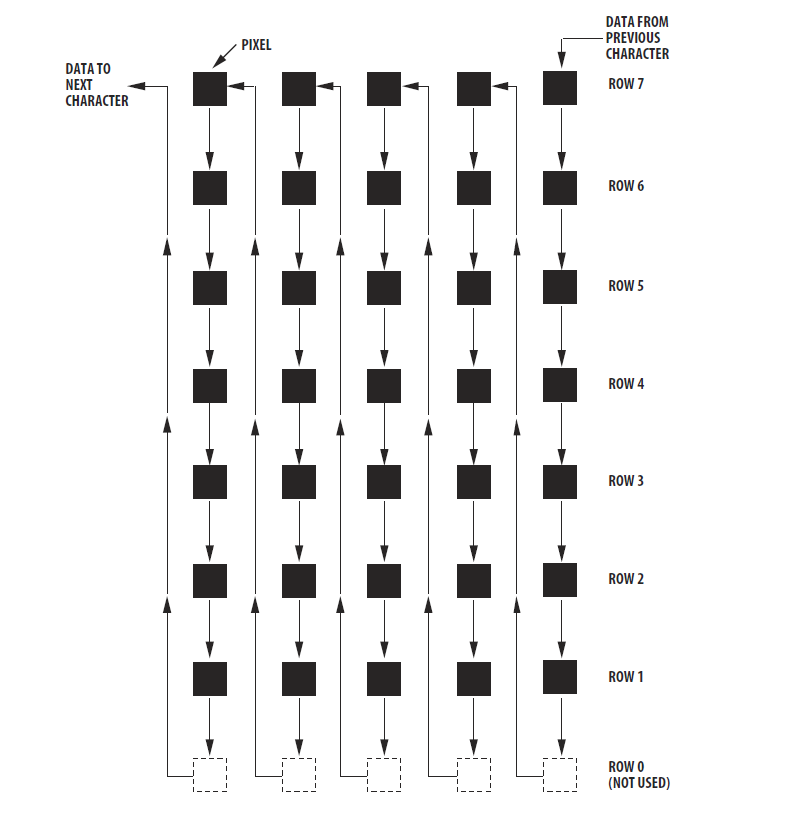 DATA FROM
PREVIOUS
CHARACTER
PIXEL
DATA TO
NEXT
CHARACTER
ROW 7
ROW 6
ROW 5
ROW 4
ROW 3
ROW 2
ROW 1
ROW 0
(NOT USED)